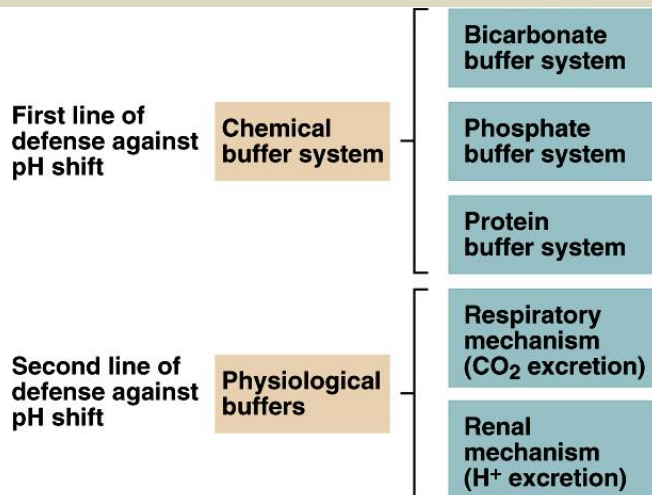 First line of
defense against
pH shift
Chemical
buffer system
Bicarbonate
buffer system
Phosphate
buffer system
Protein
buffer system
Second line of
defense against
pH shift
Physiological
buffers
Respiratory
mechanism
(CO₂ excretion)
Renal
mechanism
(H⁺ excretion)